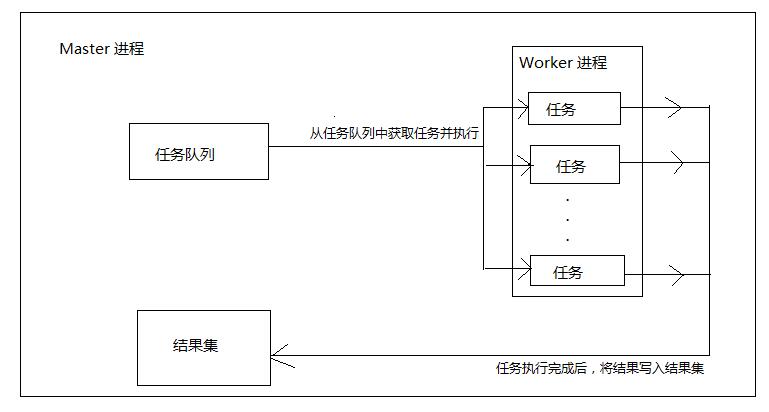 Master 进程
Worker 进程
任务
从任务队列中获取任务并执行
任务队列
任务
任务
结果集
任务执行完成后，将结果写入结果集